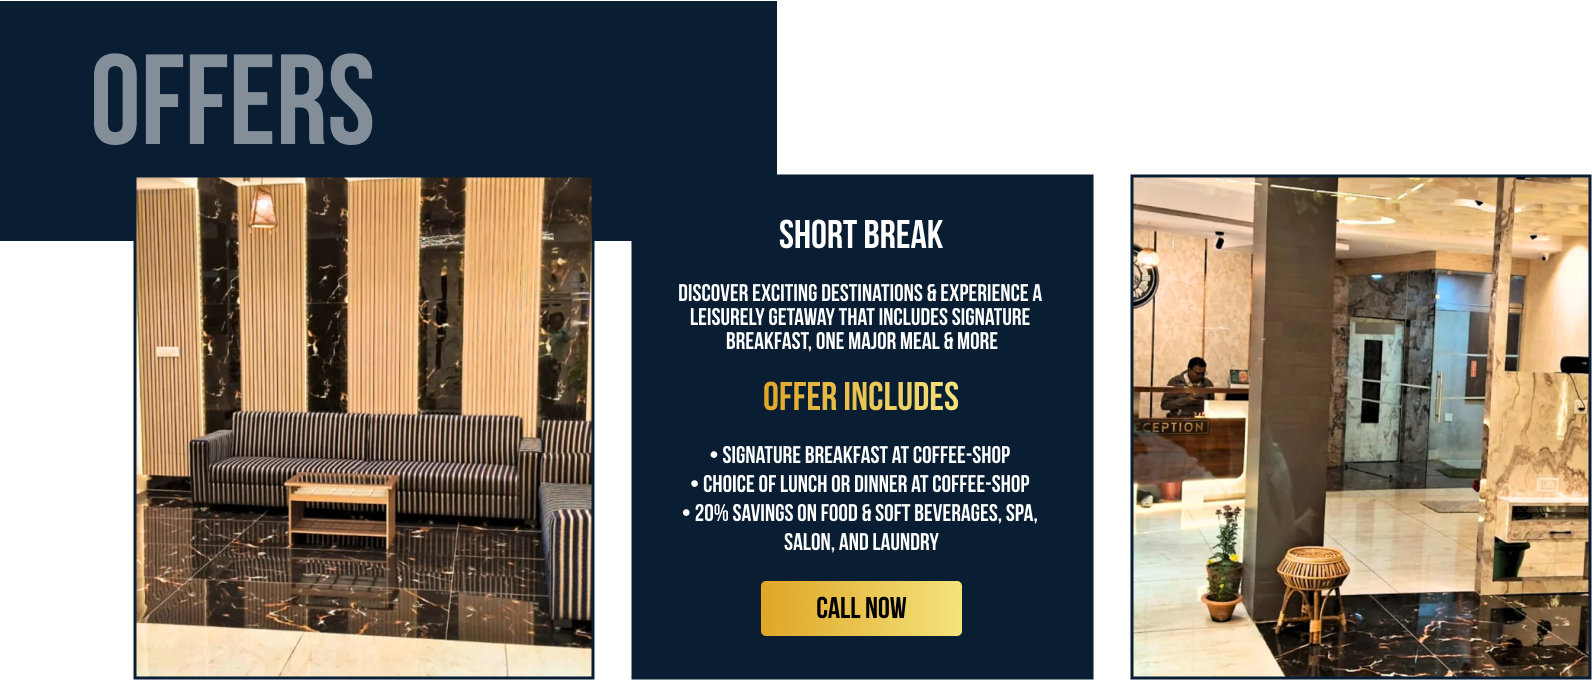 OFFERS
SHORT BREAK
DISCOVER EXCITING DESTINATIONS & EXPERIENCE A
LEISURELY GETAWAY THAT INCLUDES SIGNATURE
BREAKFAST, ONE MAJOR MEAL & MORE
OFFER INCLUDES
• SIGNATURE BREAKFAST AT COFFEE-SHOP
• CHOICE OF LUNCH OR DINNER AT COFFEE-SHOP
• 20% SAVINGS ON FOOD & SOFT BEVERAGES, SPA,
SALON, AND LAUNDRY
CALL NOW
ECEPTION